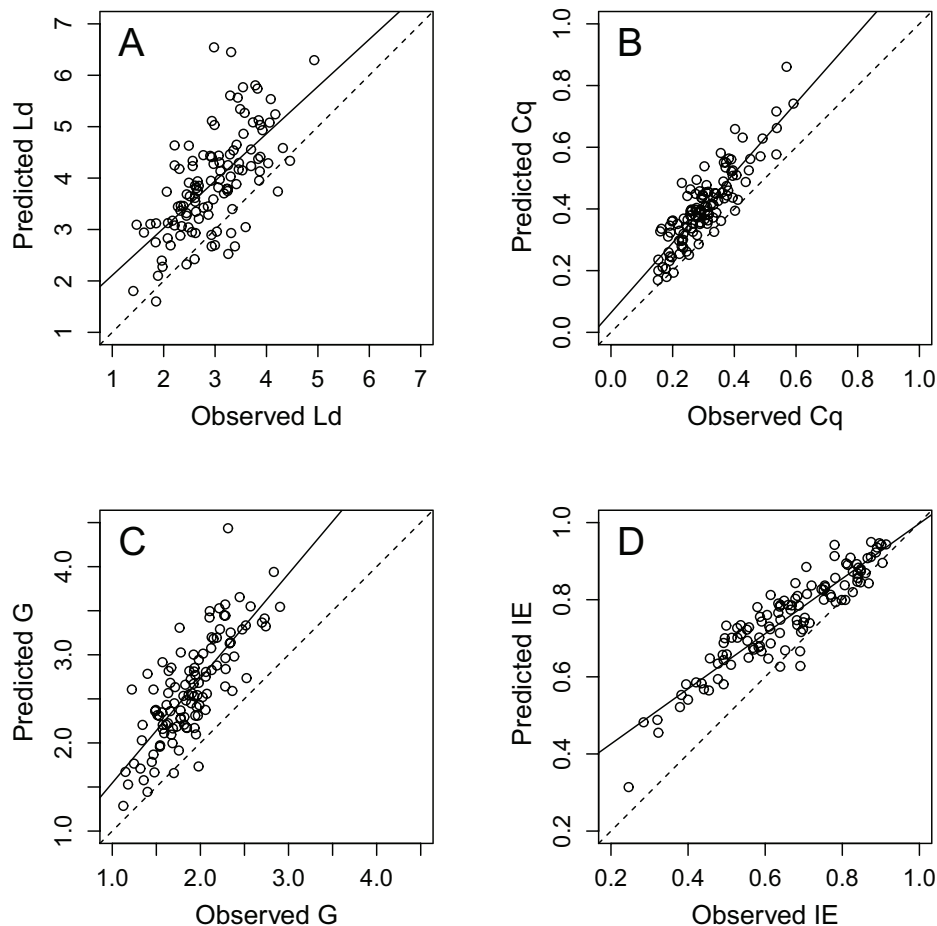 A
Predicted Ld
7
6
5
4
3
2
1
1 2 3 4 5 6 7
Observed Ld
B
Predicted Cq
1.0
0.8
0.6
0.4
0.2
0.0
0.0 0.2 0.4 0.6 0.8 1.0
Observed Cq
C
Predicted G
4.0
3.0
2.0
1.0
1.0 2.0 3.0 4.0
Observed G
D
Predicted IE
1.0
0.8
0.6
0.4
0.2
0.2 0.4 0.6 0.8 1.0
Observed IE